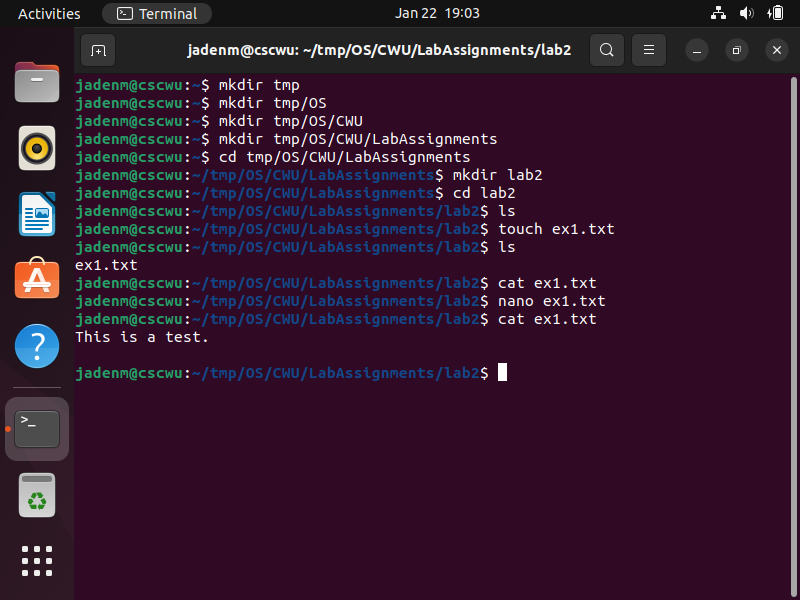 Activities
Terminal
Jan 22 19:03
jadenm@cscwu: ~/tmp/OS/CWU/LabAssignments/lab2
jadenm@cscwu:~$ mkdir tmp
jadenm@cscwu:~$ mkdir tmp/OS
jadenm@cscwu:~$ mkdir tmp/OS/CWU
jadenm@cscwu:~$ mkdir tmp/OS/CWU/LabAssignments
jadenm@cscwu:~$ cd tmp/OS/CWU/LabAssignments
jadenm@cscwu:~/tmp/OS/CWU/LabAssignments$ mkdir lab2
jadenm@cscwu:~/tmp/OS/CWU/LabAssignments$ cd lab2
jadenm@cscwu:~/tmp/OS/CWU/LabAssignments/lab2$ ls
jadenm@cscwu:~/tmp/OS/CWU/LabAssignments/lab2$ touch ex1.txt
jadenm@cscwu:~/tmp/OS/CWU/LabAssignments/lab2$ ls
ex1.txt
jadenm@cscwu:~/tmp/OS/CWU/LabAssignments/lab2$ cat ex1.txt
jadenm@cscwu:~/tmp/OS/CWU/LabAssignments/lab2$ nano ex1.txt
jadenm@cscwu:~/tmp/OS/CWU/LabAssignments/lab2$ cat ex1.txt
This is a test.
jadenm@cscwu:~/tmp/OS/CWU/LabAssignments/lab2$